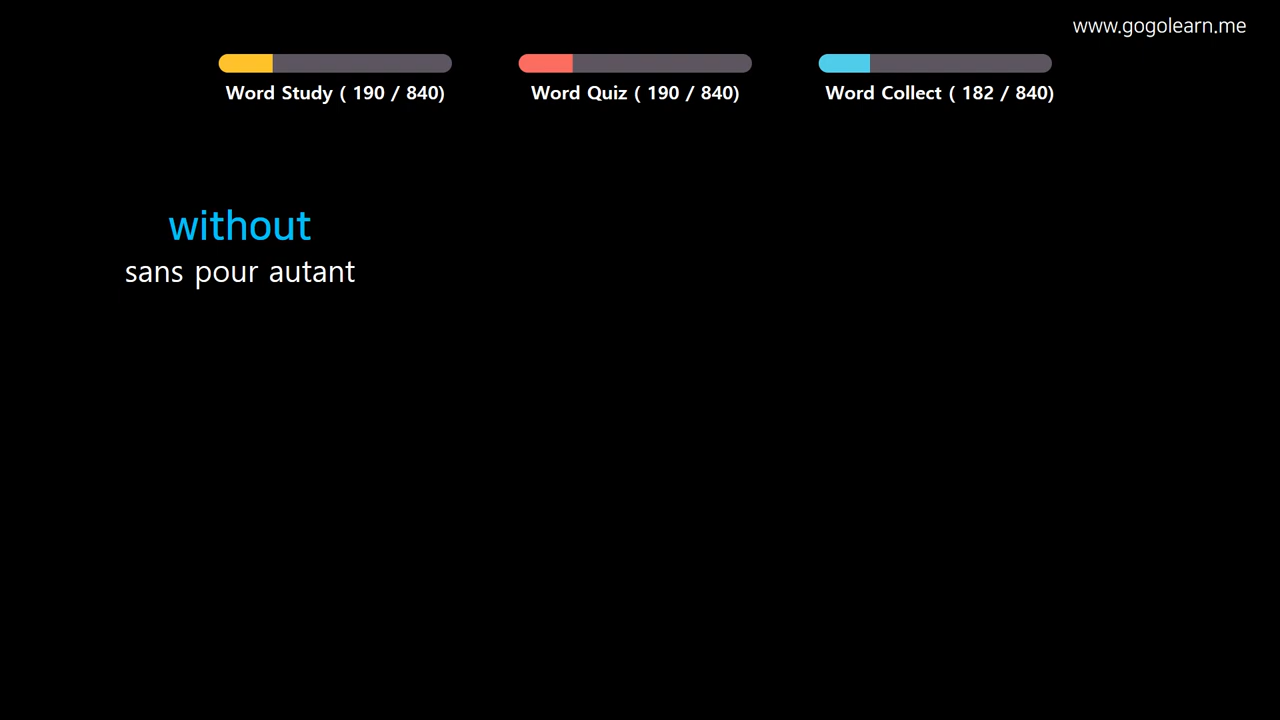 www.gogolearn.me
Word Study ( 190 / 840)
Word Quiz ( 190 / 840)
Word Collect ( 182 / 840)
without
sans pour autant